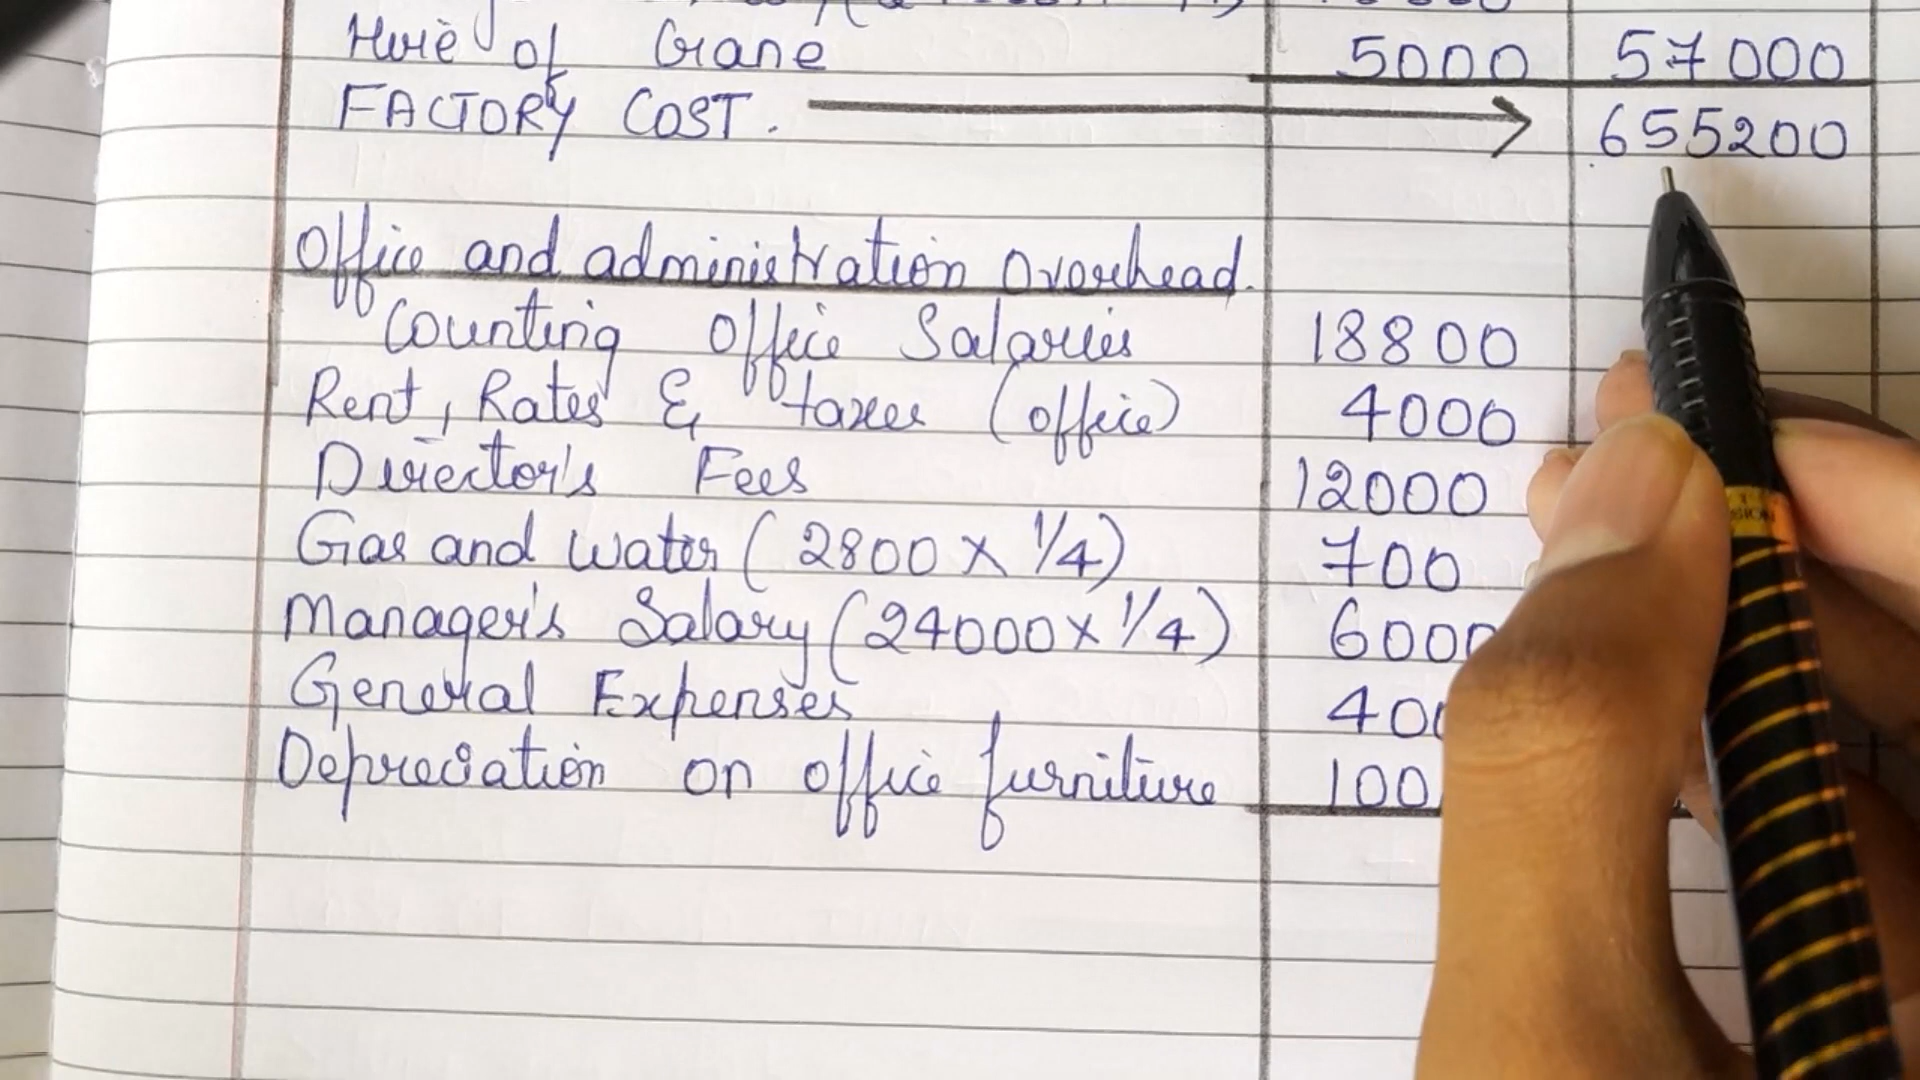 Hire of Crane 5000 57000
FACTORY COST. 655200
Office and administration Overhead.
Counting Office Salaries 18800
Rent, Rates & taxes (office) 4000
Director's Fees 12000
Gas and Water (2800 X 1/4) 700
Manager's Salary (24000 x 1/4) 6000
General Expenses
Depreciation on office furniture